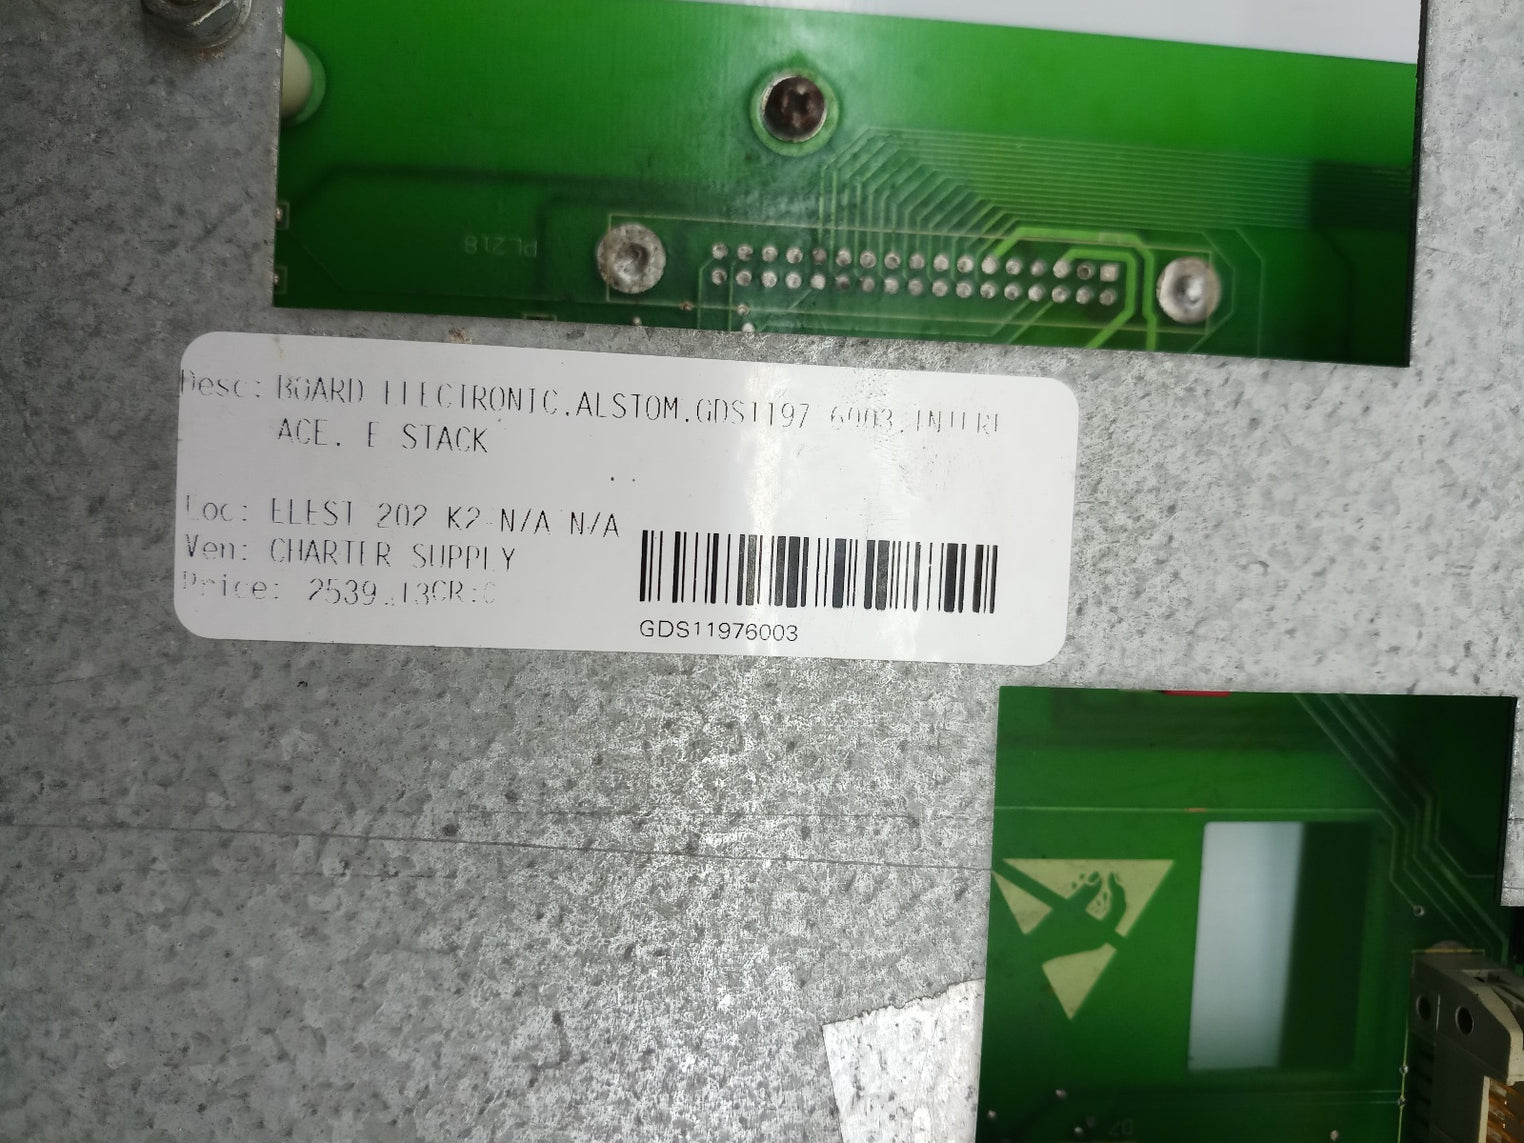 PL218
Desc: BOARD ELECTRONIC.ALSTOM.GDS1197 6003.INTERF
ACE. E STACK
Loc: ELEST 202 K2 N/A N/A
Ven: CHARTER SUPPLY
Price: 2539.13CR:C
GDS11976003